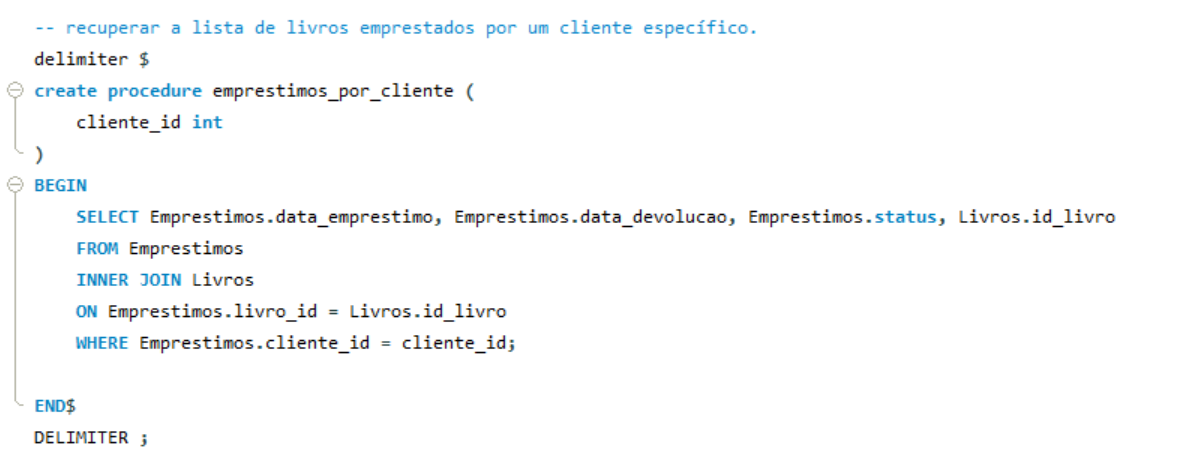 -- recuperar a lista de livros emprestados por um cliente específico.
delimiter $
create procedure emprestimos_por_cliente (
    cliente_id int
)
BEGIN
    SELECT Emprestimos.data_emprestimo, Emprestimos.data_devolucao, Emprestimos.status, Livros.id_livro
    FROM Emprestimos
    INNER JOIN Livros
    ON Emprestimos.livro_id = Livros.id_livro
    WHERE Emprestimos.cliente_id = cliente_id;
END$
DELIMITER ;